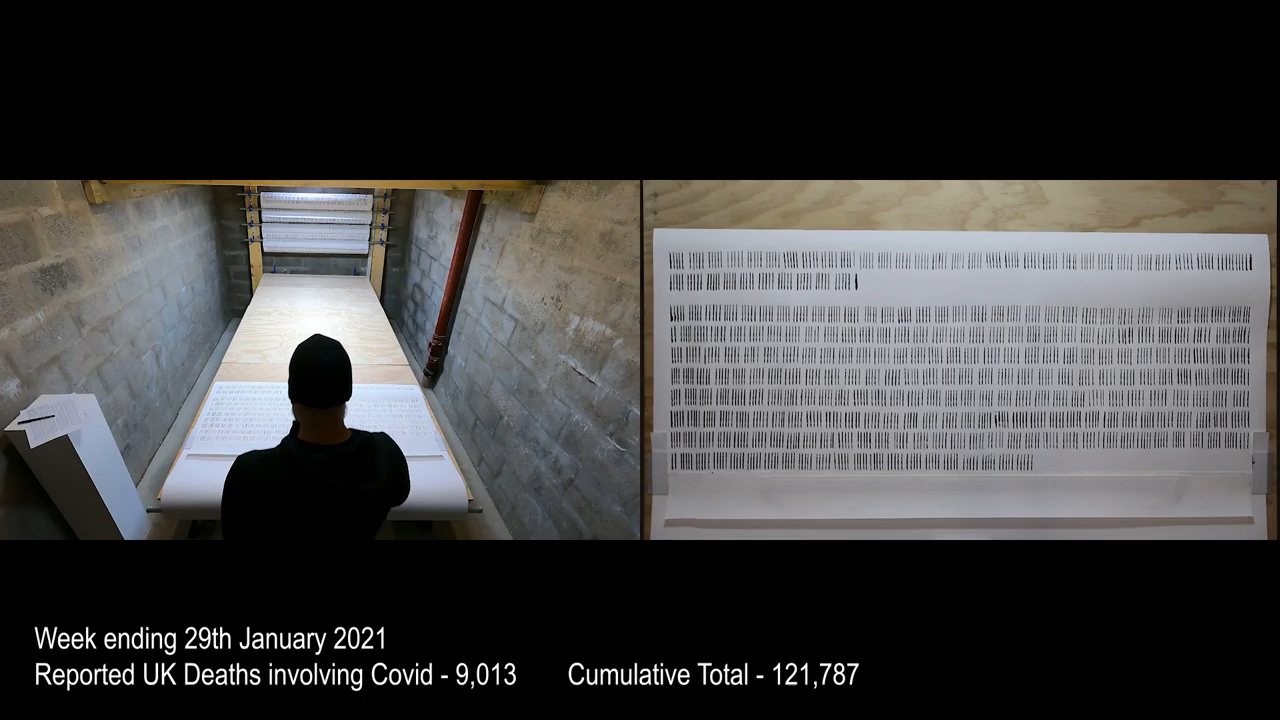 Week ending 29th January 2021
Reported UK Deaths involving Covid - 9,013 Cumulative Total - 121,787